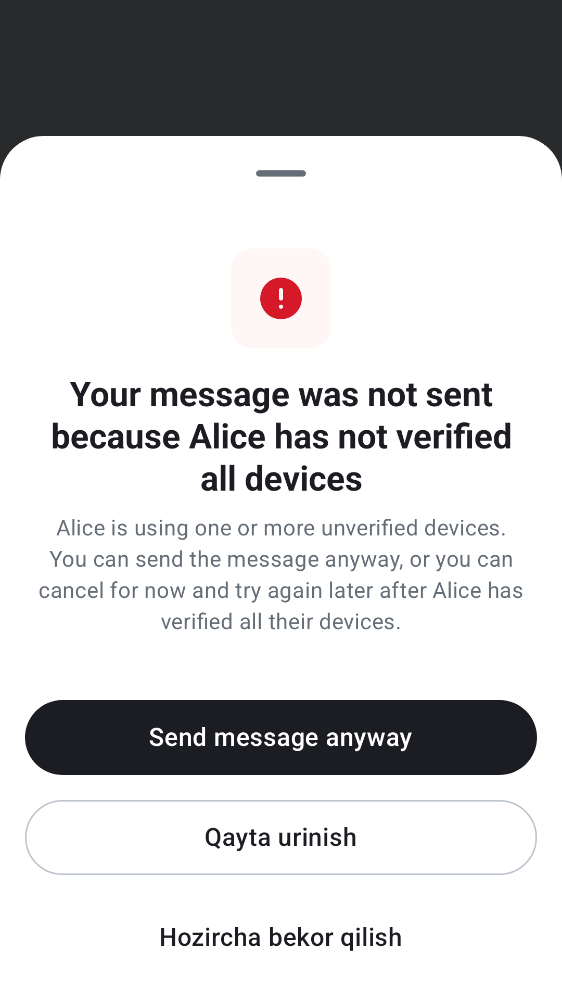 Your message was not sent
because Alice has not verified
all devices
Alice is using one or more unverified devices.
You can send the message anyway, or you can
cancel for now and try again later after Alice has
verified all their devices.
Send message anyway
Qayta urinish
Hozircha bekor qilish